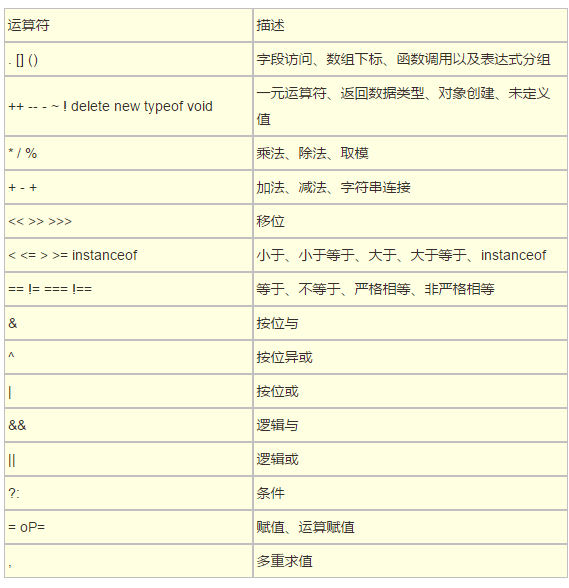 运算符 描述
. [] () 字段访问、数组下标、函数调用以及表达式分组
++ -- - ~ ! delete new typeof void 一元运算符、返回数据类型、对象创建、未定义
值
* / % 乘法、除法、取模
+ - + 加法、减法、字符串连接
<< >> >>> 移位
< <= > >= instanceof 小于、小于等于、大于、大于等于、instanceof
== != === !== 等于、不等于、严格相等、非严格相等
& 按位与
^ 按位异或
| 按位或
&& 逻辑与
|| 逻辑或
?: 条件
= oP= 赋值、运算赋值
, 多重求值